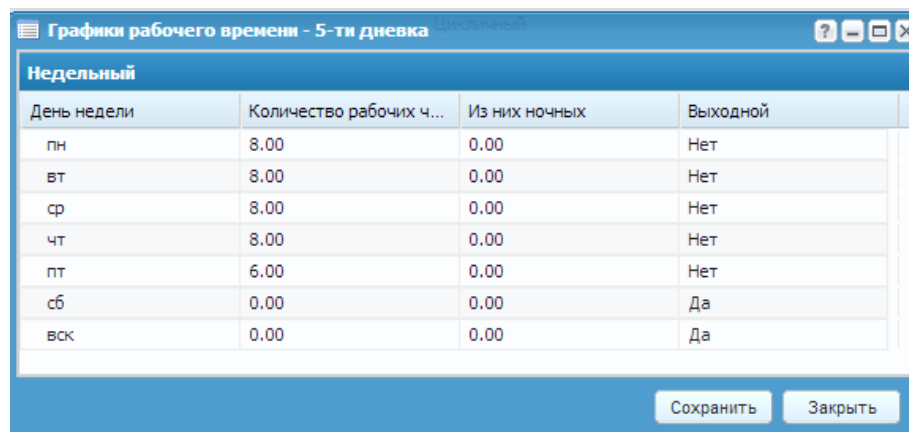 Графики рабочего времени - 5-ти дневка
Недельный
День недели Количество рабочих ч... Из них ночных Выходной
пн 8.00 0.00 Нет
вт 8.00 0.00 Нет
ср 8.00 0.00 Нет
чт 8.00 0.00 Нет
пт 6.00 0.00 Нет
сб 0.00 0.00 Да
вск 0.00 0.00 Да
Сохранить Закрыть